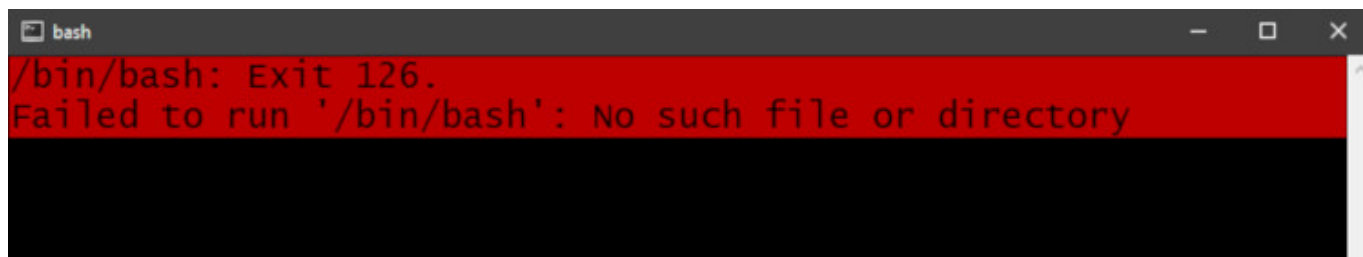 bash
/bin/bash: Exit 126.
Failed to run '/bin/bash': No such file or directory